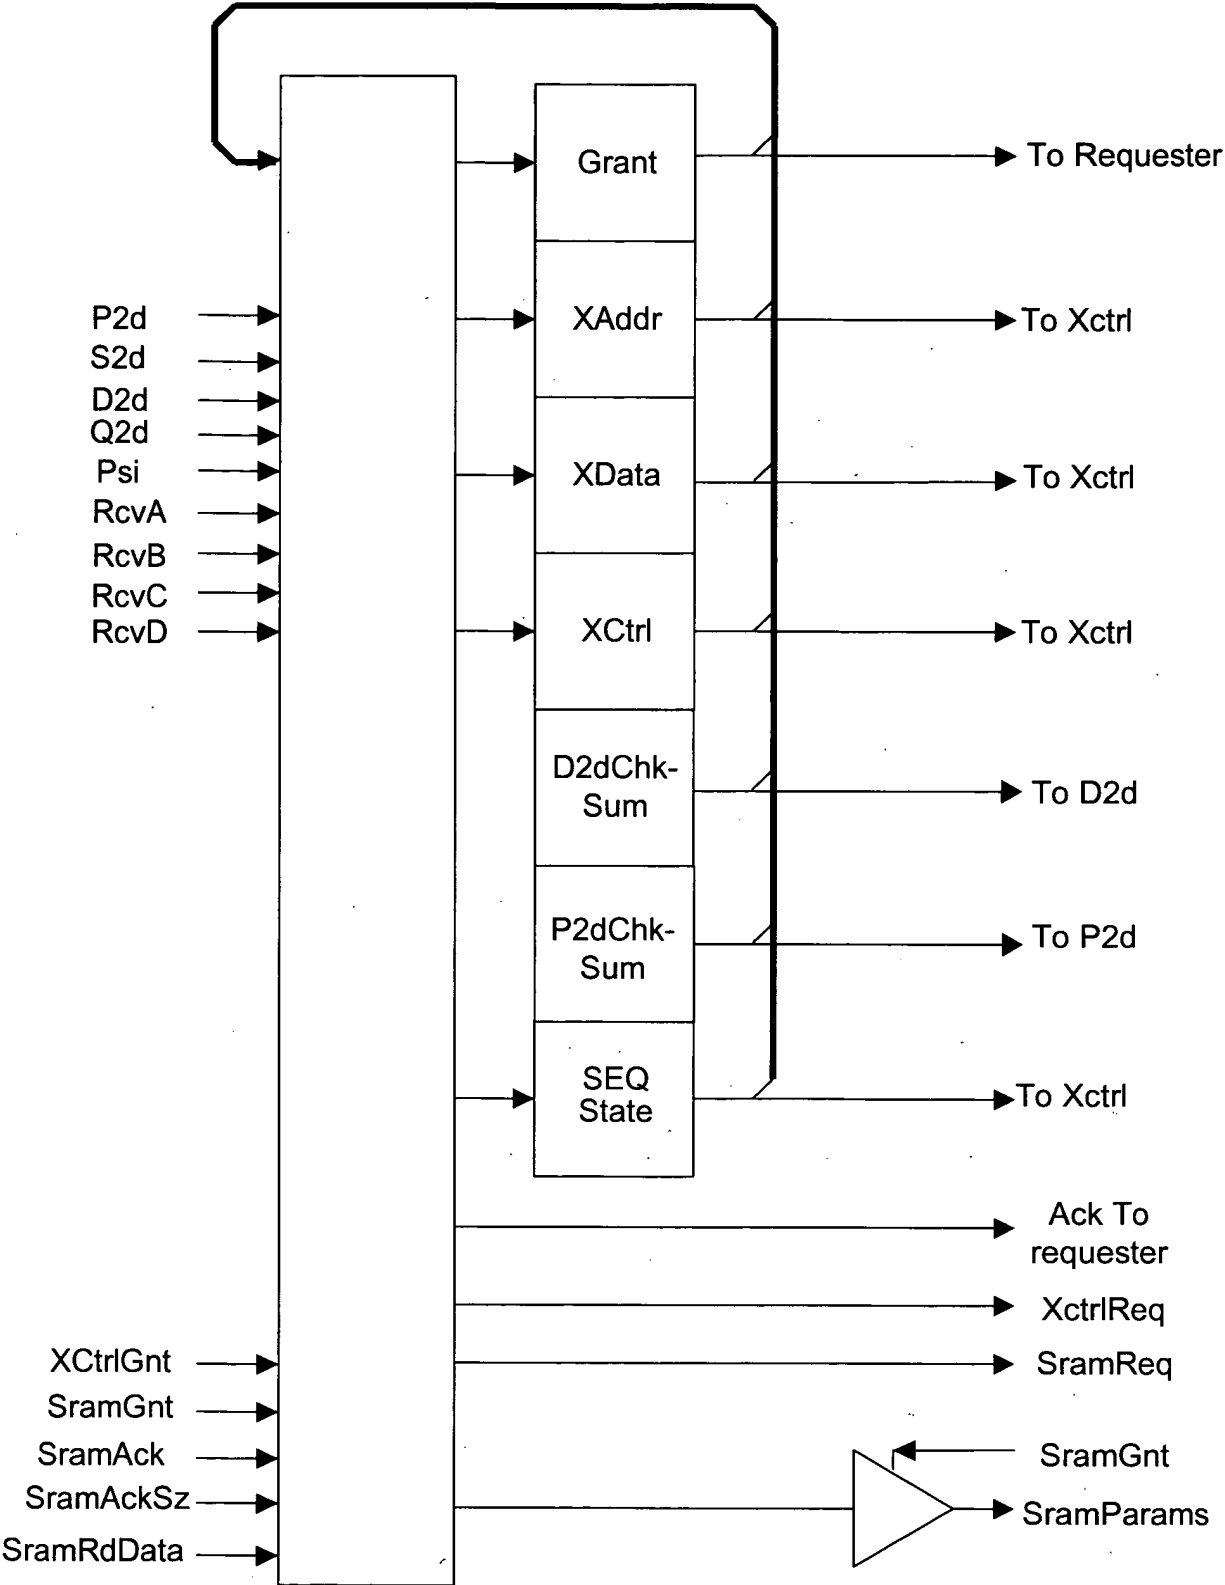 Grant
To Requester
P2d
XAddr
To Xctrl
S2d
D2d
Q2d
Psi
XData
To Xctrl
RcvA
RcvB
RcvC
RcvD
XCtrl
To Xctrl
D2dChk-
Sum
To D2d
P2dChk-
Sum
To P2d
SEQ
State
To Xctrl
Ack To
requester
XctrlReq
XCtrlGnt
SramReq
SramGnt
SramAck
SramGnt
SramAckSz
SramParams
SramRdData